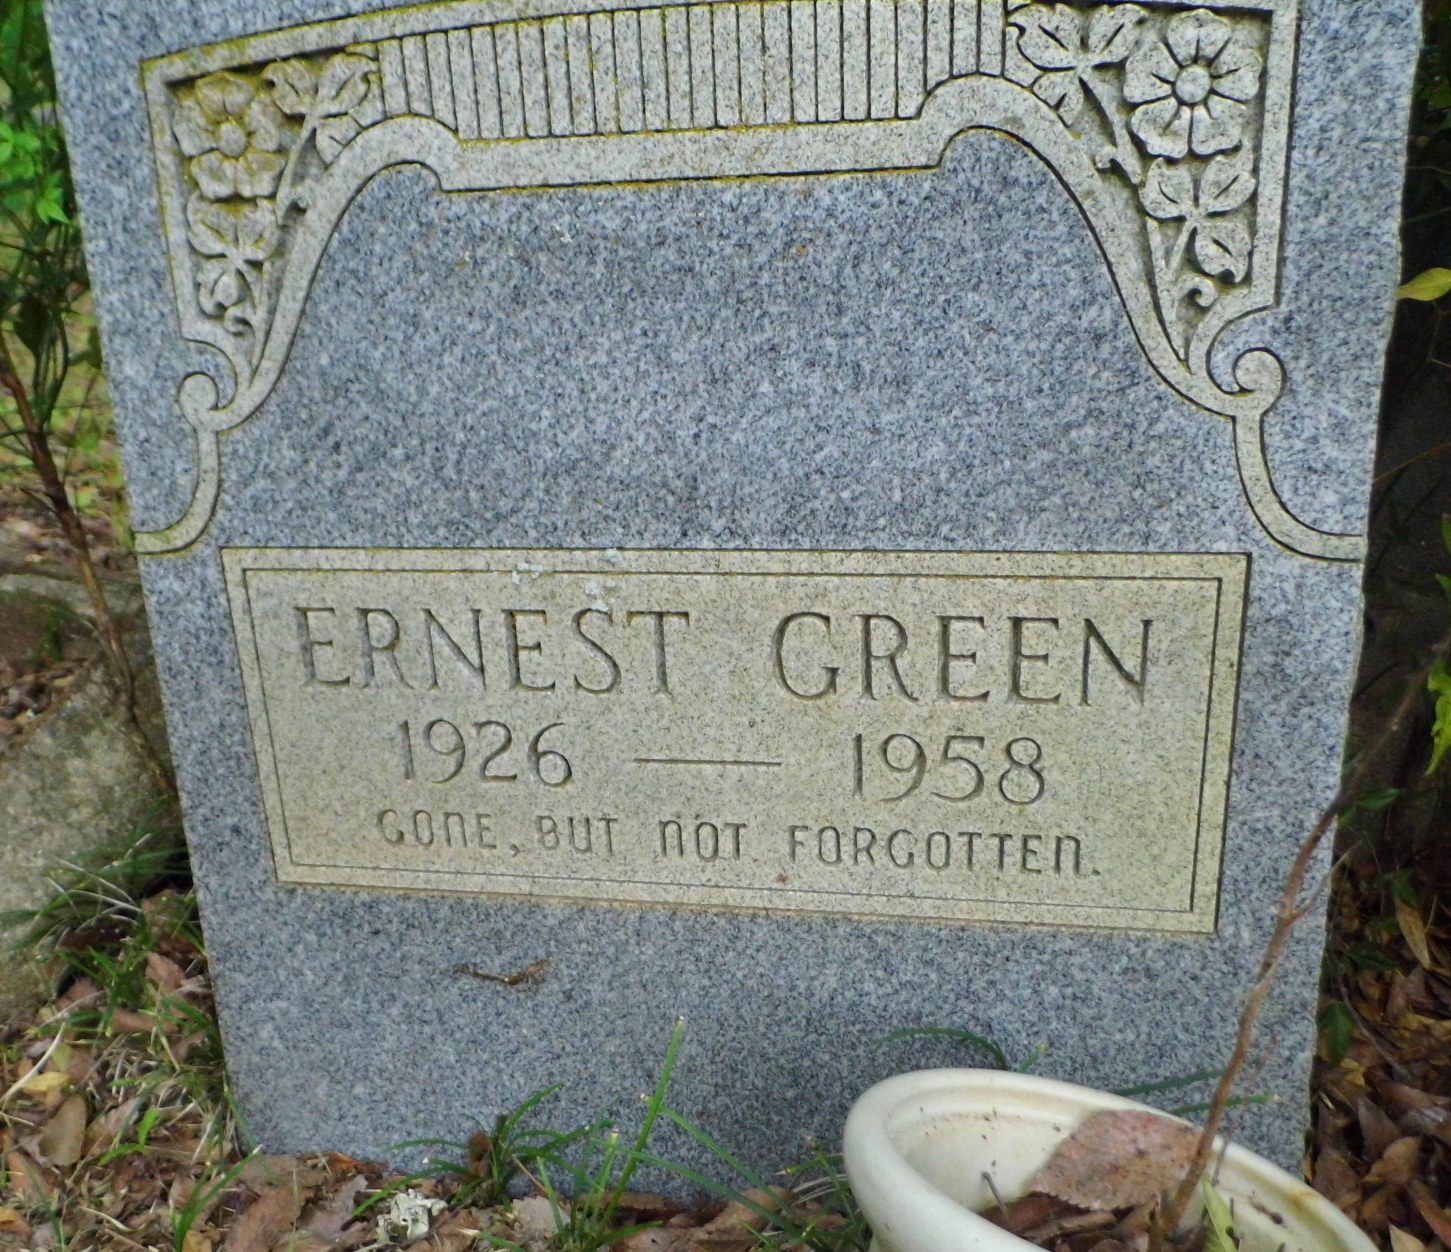 ERNEST GREEN
1926 — 1958
GONE, BUT NOT FORGOTTEN.